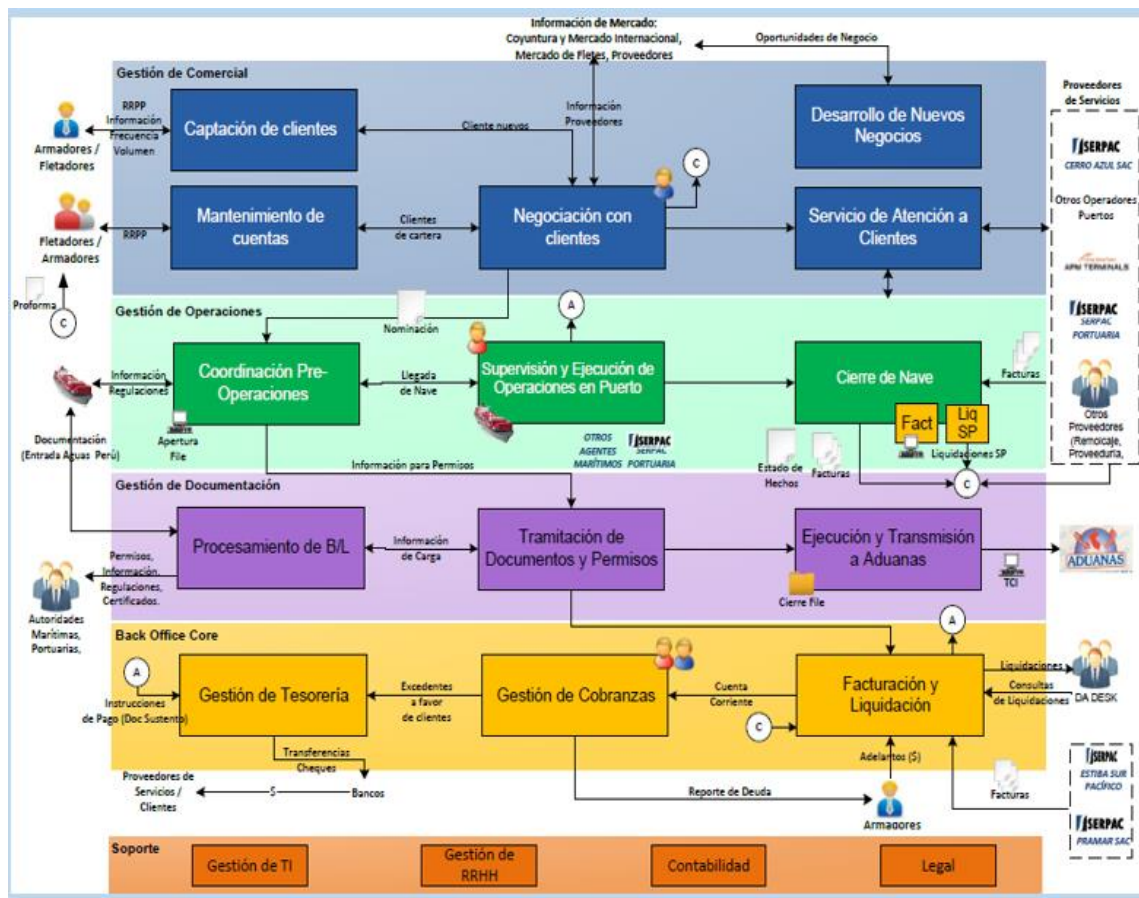 Información de Mercado:
Coyuntura y Mercado Internacional,
Mercado de Fletes, Proveedores
Oportunidades de Negocio
Gestión de Comercial
Proveedores
de Servicios
RRPP
Información
Frecuencia
Volumen
Armadores /
Fletadores
Captación de clientes
Cliente nuevos
Información
Proveedores
Desarrollo de Nuevos
Negocios
SERPAC
CERRO AZUL SAC
C
Fletadores /
Armadores
RRPP
Mantenimiento de
cuentas
Clientes
de cartera
Negociación con
clientes
Servicio de Atención a
Clientes
Otros Operadores
Puertos
APM TERMINALS
Proforma
C
Gestión de Operaciones
Nominación
A
SERPAC
SERPAC
PORTUARIA
Información
Regulaciones
Coordinación Pre-
Operaciones
Llegada
de Nave
Supervisión y Ejecución de
Operaciones en Puerto
Cierre de Nave
Facturas
Fact
Liq
SP
Otros
Proveedores
(Remolcaje,
Proveeduría,
Documentación
(Entrada Aguas Perú)
Apertura
File
OTROS
AGENTES
MARÍTIMOS
SERPAC
SERPAC
PORTUARIA
Liquidaciones SP
Información para Permisos
Estado de
Hechos
Facturas
C
Gestión de Documentación
Procesamiento de B/L
Información
de Carga
Tramitación de
Documentos y Permisos
Ejecución y Transmisión
a Aduanas
ADUANAS
TCI
Cierre File
Permisos,
Información,
Regulaciones,
Certificados.
Autoridades
Marítimas,
Portuarias,
Back Office Core
A
A
Instrucciones
de Pago (Doc Sustento)
Gestión de Tesorería
Excedentes
a favor
de clientes
Gestión de Cobranzas
Cuenta
Corriente
Facturación y
Liquidación
Liquidaciones
Consultas
de Liquidaciones
DA DESK
C
Transferencias
Cheques
Adelantos ($)
Proveedores de
Servicios /
Clientes
$
Bancos
Reporte de Deuda
Armadores
Facturas
SERPAC
ESTIBA SUR
PACÍFICO
SERPAC
PRAMAR SAC
Soporte
Gestión de TI
Gestión de
RRHH
Contabilidad
Legal